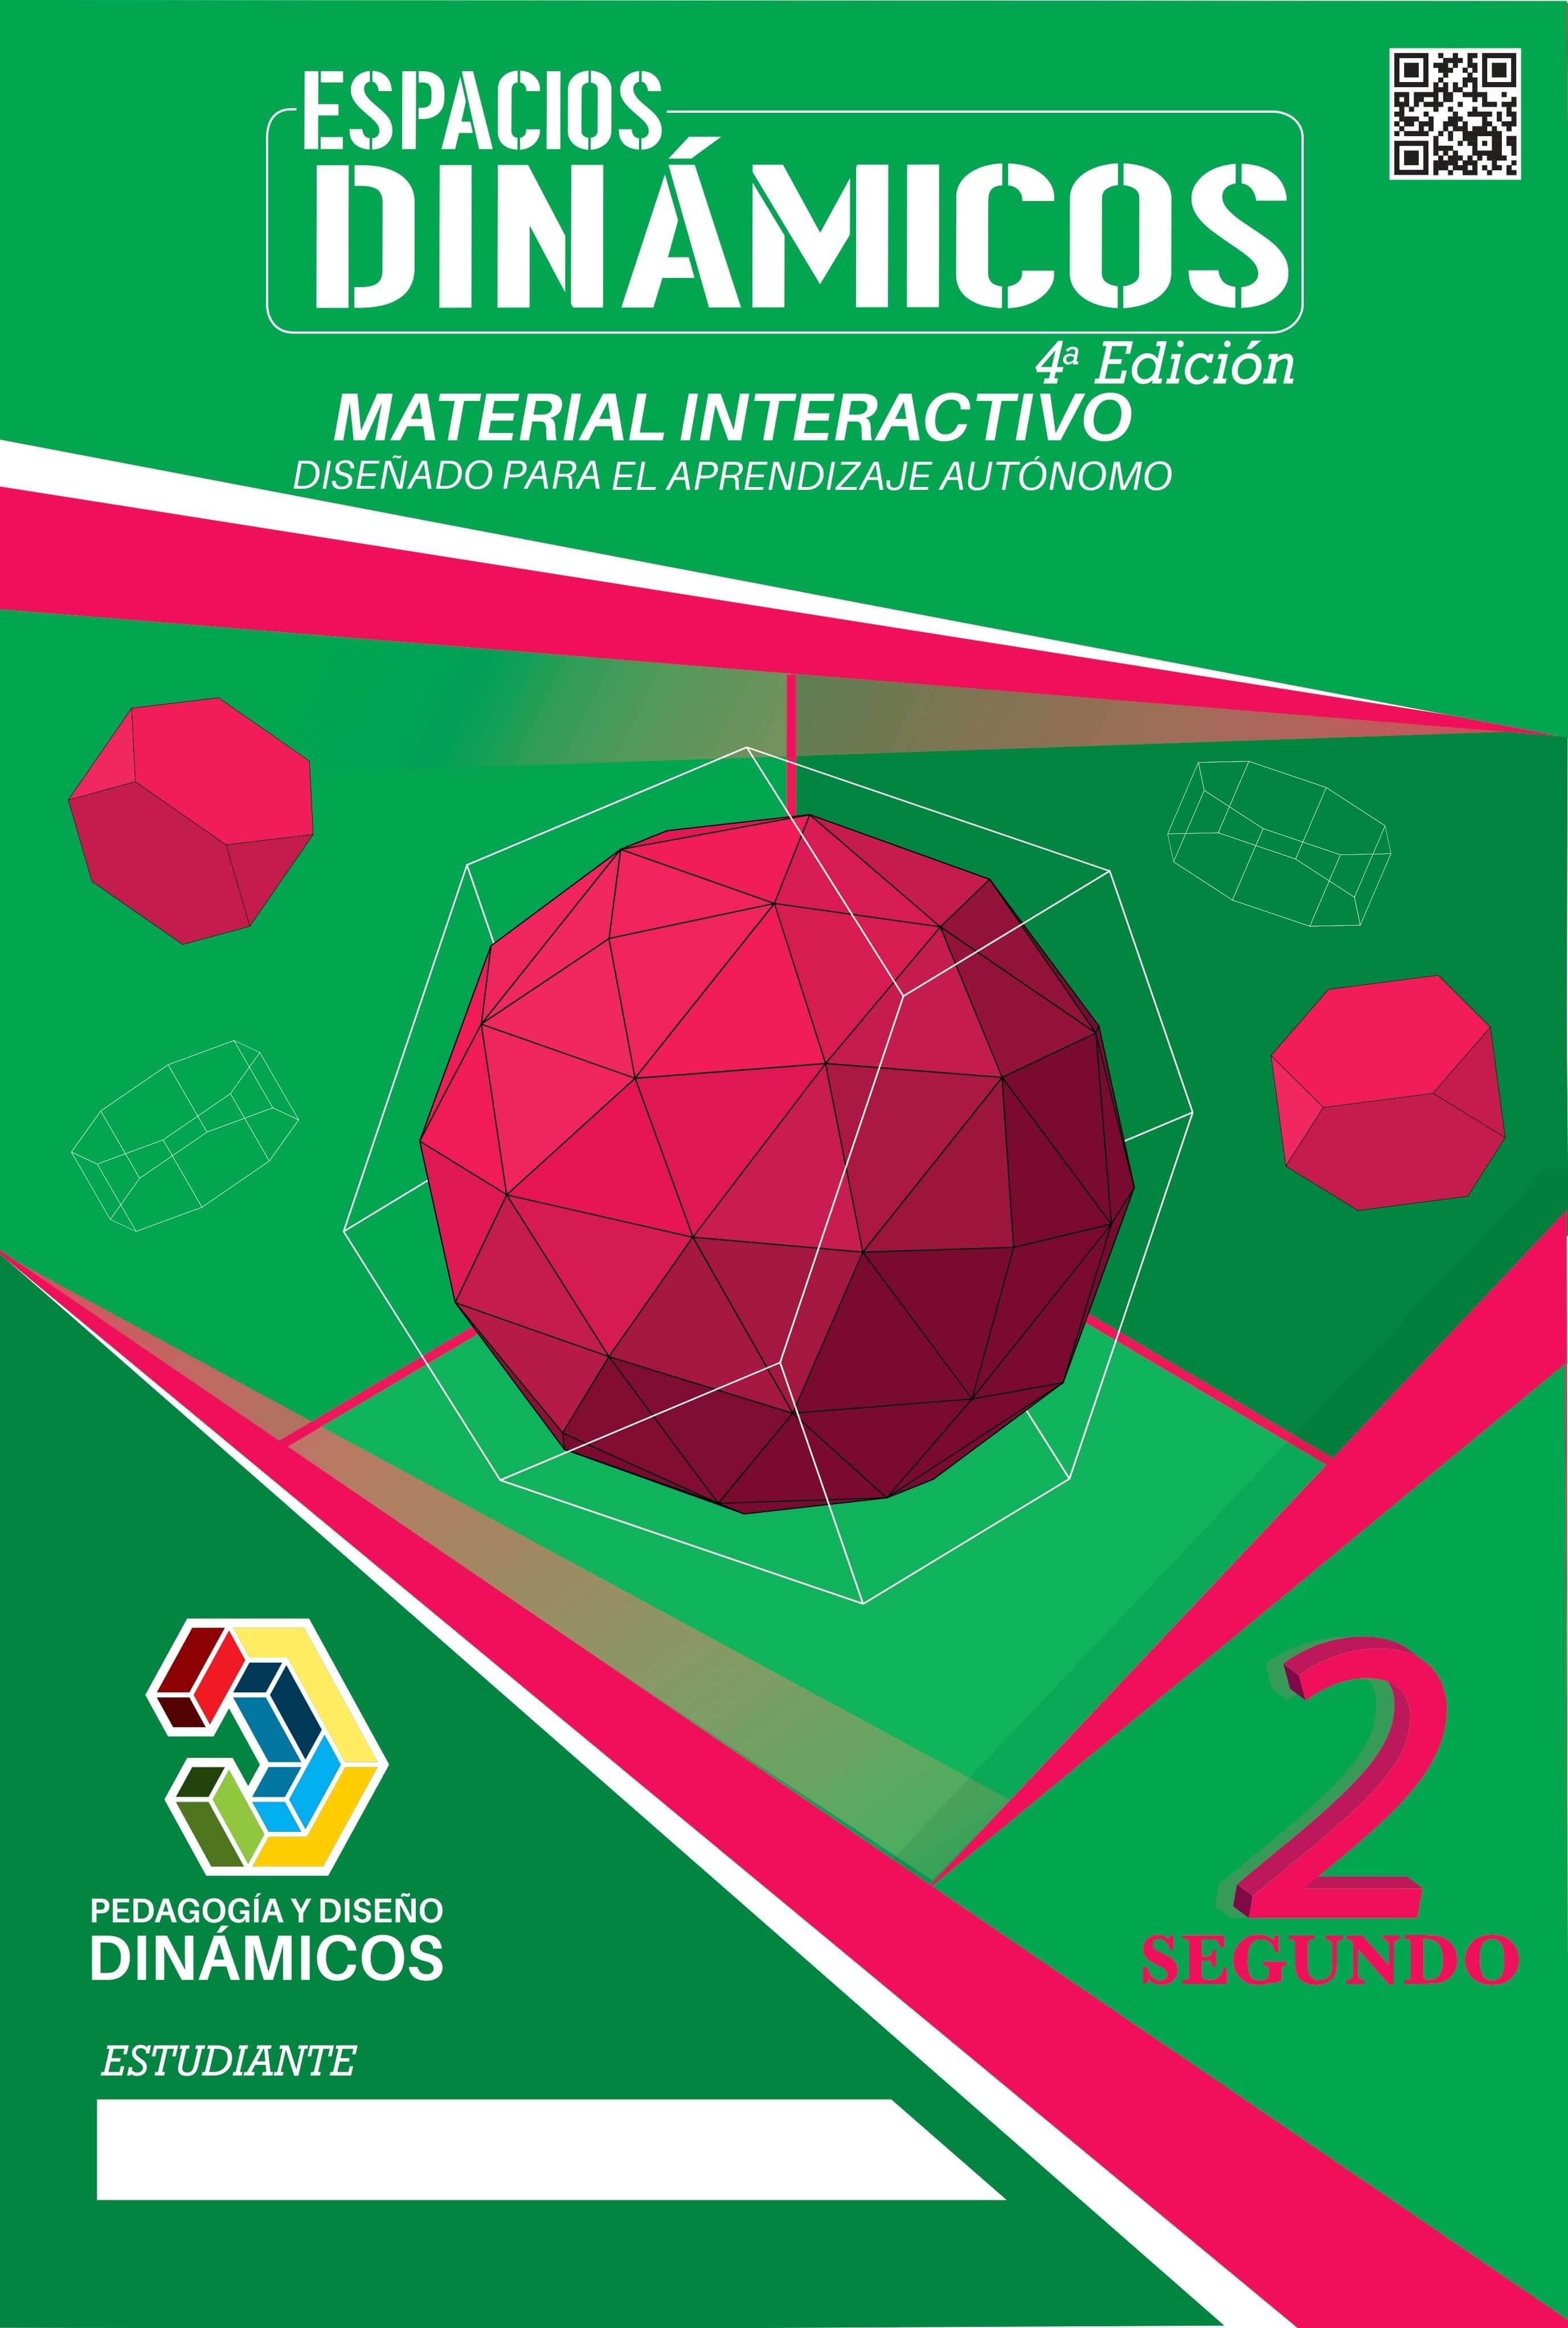 ESPACIOS
DINÁMICOS
4ª Edición
MATERIAL INTERACTIVO
DISEÑADO PARA EL APRENDIZAJE AUTÓNOMO
2
SEGUNDO
PEDAGOGÍA Y DISEÑO
DINÁMICOS
ESTUDIANTE